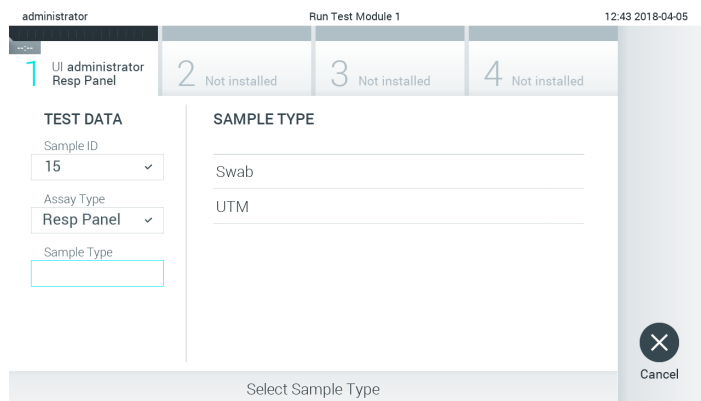 administrator
Run Test Module 1
12:43 2018-04-05
--:--
1 UI administrator
Resp Panel
2 Not installed
3 Not installed
4 Not installed
TEST DATA
Sample ID
15
Assay Type
Resp Panel
Sample Type
SAMPLE TYPE
Swab
UTM
Cancel
Select Sample Type